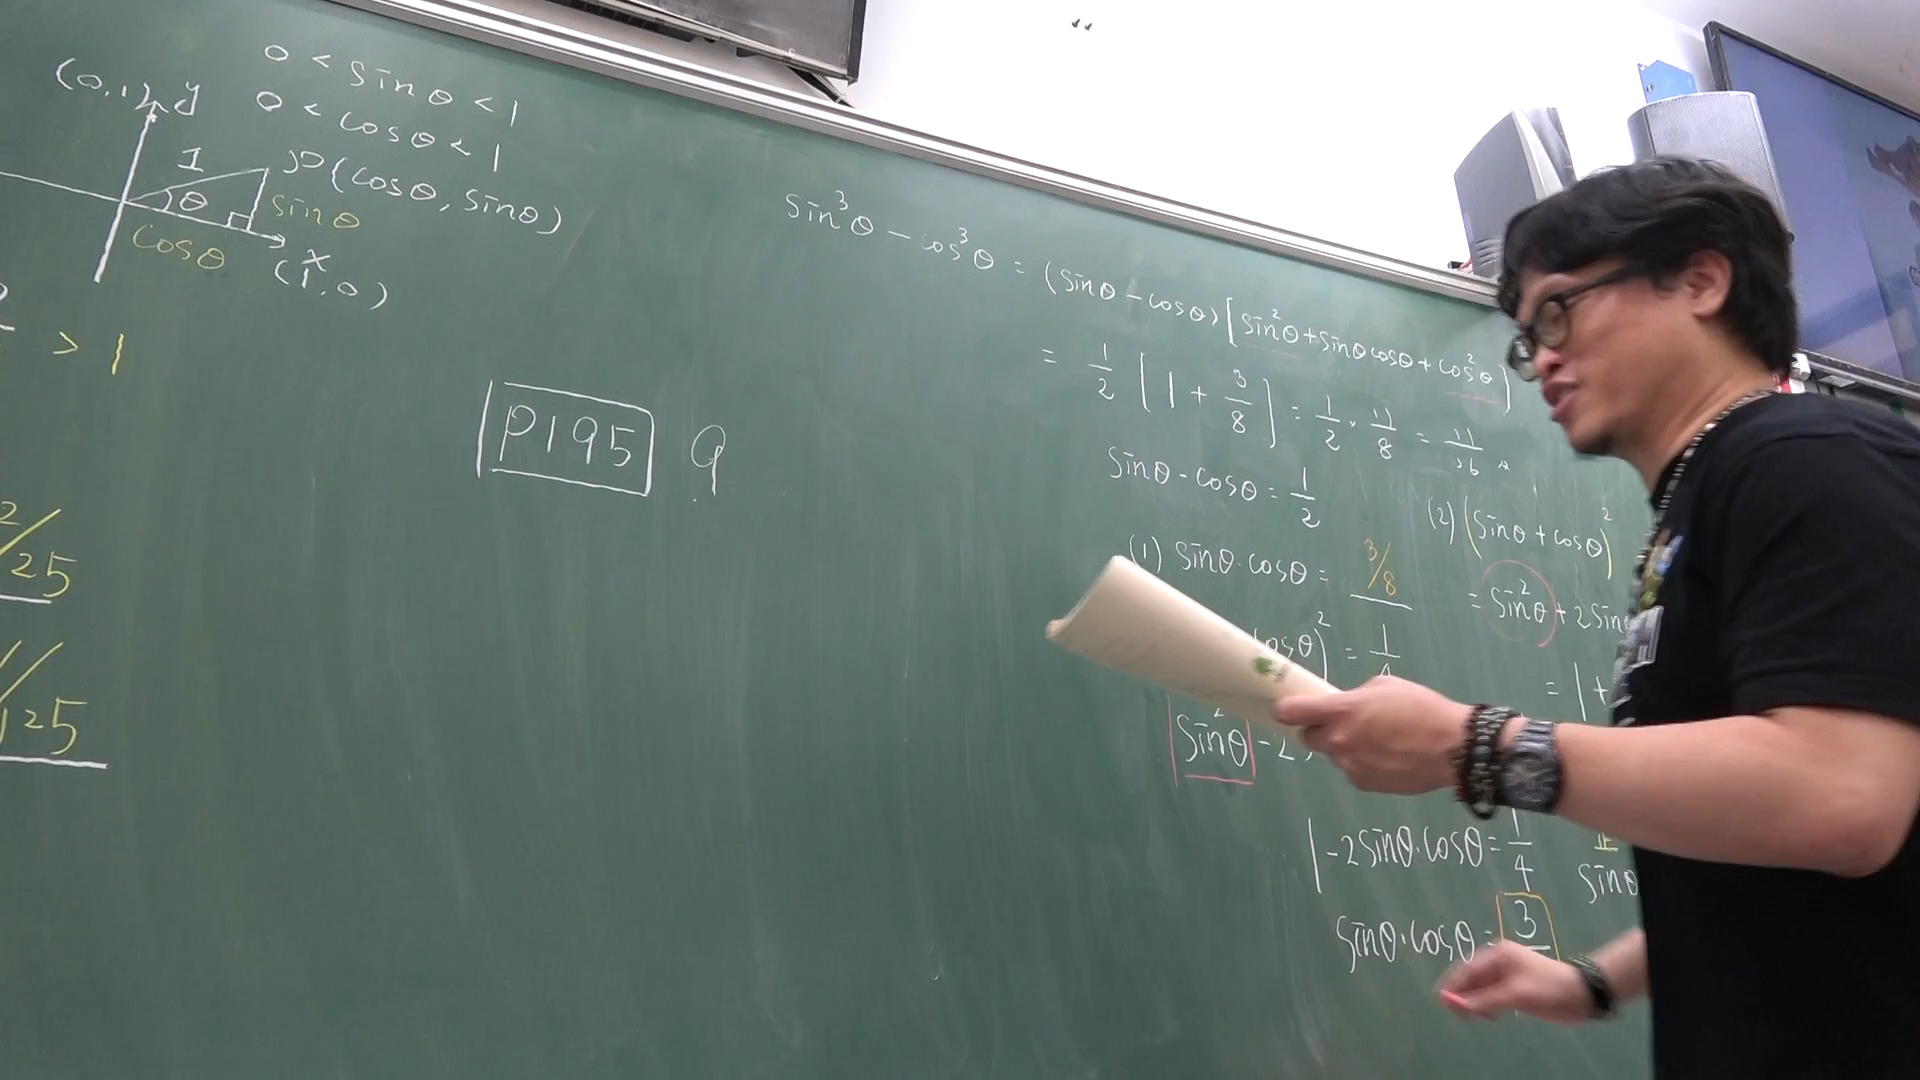 0 < sinθ < 1
0 < cosθ < 1
(0,1) y
1
P(cosθ, sinθ)
θ
sinθ
cosθ
x
(1,0)
> 1
2/25
/125
P195 9
sin³θ - cos³θ = (sinθ - cosθ)[sin²θ + sinθcosθ + cos²θ]
= 1/2 [1 + 3/8] = 1/2 · 11/8 = 11/16
sinθ - cosθ = 1/2
(1) sinθ·cosθ = 3/8
cosθ)² = 1/4
sin²θ - 2
1 - 2sinθ·cosθ = 1/4
sinθ·cosθ = 3
(2) (sinθ + cosθ)²
= sin²θ + 2sin
= 1 +
正
sinθ